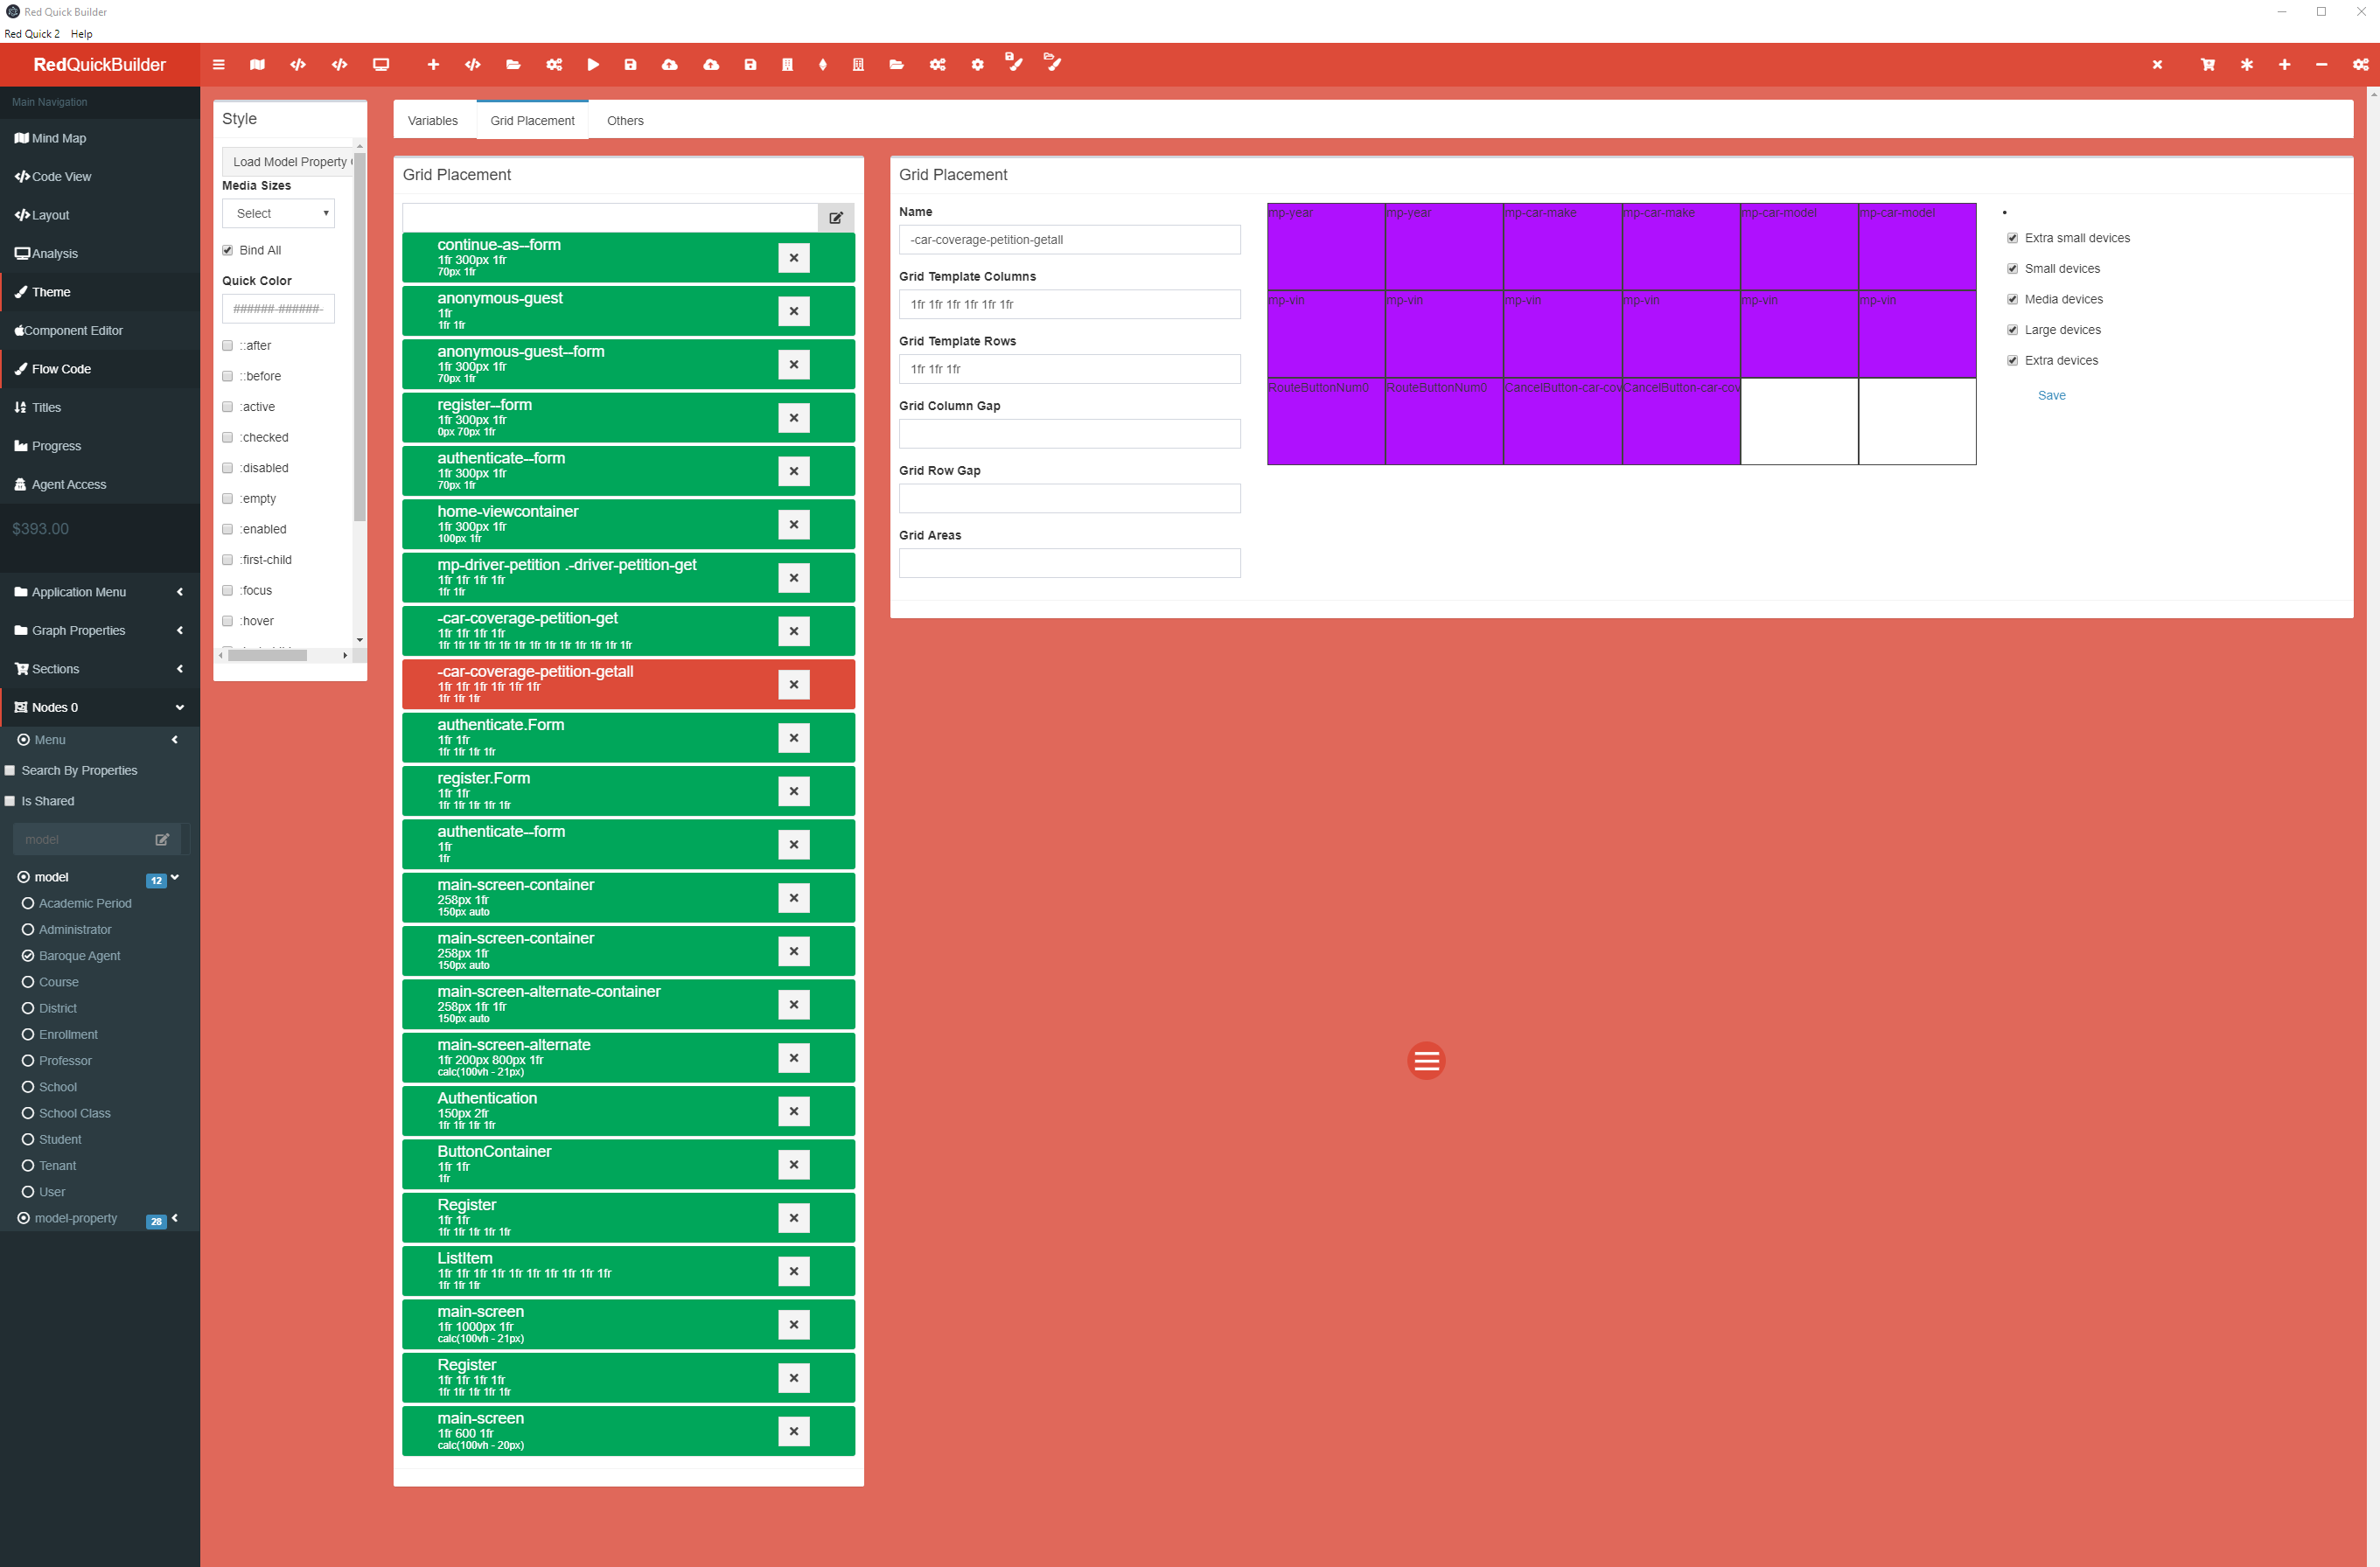 Red Quick Builder
Red Quick 2 Help
RedQuickBuilder
Main Navigation
Mind Map
Code View
Layout
Analysis
Theme
Component Editor
Flow Code
Titles
Progress
Agent Access
$393.00
Application Menu
Graph Properties
Sections
Nodes 0
Menu
Search By Properties
Is Shared
model
model 12
Academic Period
Administrator
Baroque Agent
Course
District
Enrollment
Professor
School
School Class
Student
Tenant
User
model-property 28
Style
Load Model Property
Media Sizes
Select
Bind All
Quick Color
######-######-
::after
::before
:active
:checked
:disabled
:empty
:enabled
:first-child
:focus
:hover
Variables Grid Placement Others
Grid Placement
continue-as--form
1fr 300px 1fr
70px 1fr
anonymous-guest
1fr
1fr 1fr
anonymous-guest--form
1fr 300px 1fr
70px 1fr
register--form
1fr 300px 1fr
0px 70px 1fr
authenticate--form
1fr 300px 1fr
70px 1fr
home-viewcontainer
1fr 300px 1fr
100px 1fr
mp-driver-petition .-driver-petition-get
1fr 1fr 1fr 1fr
1fr 1fr
-car-coverage-petition-get
1fr 1fr 1fr 1fr
1fr 1fr 1fr 1fr 1fr 1fr 1fr 1fr 1fr 1fr 1fr 1fr 1fr
-car-coverage-petition-getall
1fr 1fr 1fr 1fr 1fr 1fr
1fr 1fr 1fr
authenticate.Form
1fr 1fr
1fr 1fr 1fr 1fr
register.Form
1fr 1fr
1fr 1fr 1fr 1fr 1fr
authenticate--form
1fr
1fr
main-screen-container
258px 1fr
150px auto
main-screen-container
258px 1fr
150px auto
main-screen-alternate-container
258px 1fr 1fr
150px auto
main-screen-alternate
1fr 200px 800px 1fr
calc(100vh - 21px)
Authentication
150px 2fr
1fr 1fr 1fr 1fr
ButtonContainer
1fr 1fr
1fr
Register
1fr 1fr
1fr 1fr 1fr 1fr 1fr
ListItem
1fr 1fr 1fr 1fr 1fr 1fr 1fr 1fr 1fr 1fr
1fr 1fr 1fr
main-screen
1fr 1000px 1fr
calc(100vh - 21px)
Register
1fr 1fr 1fr 1fr
1fr 1fr 1fr 1fr 1fr
main-screen
1fr 600 1fr
calc(100vh - 20px)
Grid Placement
Name
-car-coverage-petition-getall
Grid Template Columns
1fr 1fr 1fr 1fr 1fr 1fr
Grid Template Rows
1fr 1fr 1fr
Grid Column Gap
Grid Row Gap
Grid Areas
mp-year mp-year mp-car-make mp-car-make mp-car-model mp-car-model
mp-vin mp-vin mp-vin mp-vin mp-vin mp-vin
RouteButtonNum0 RouteButtonNum0 CancelButton-car-cov CancelButton-car-cov
Extra small devices
Small devices
Media devices
Large devices
Extra devices
Save